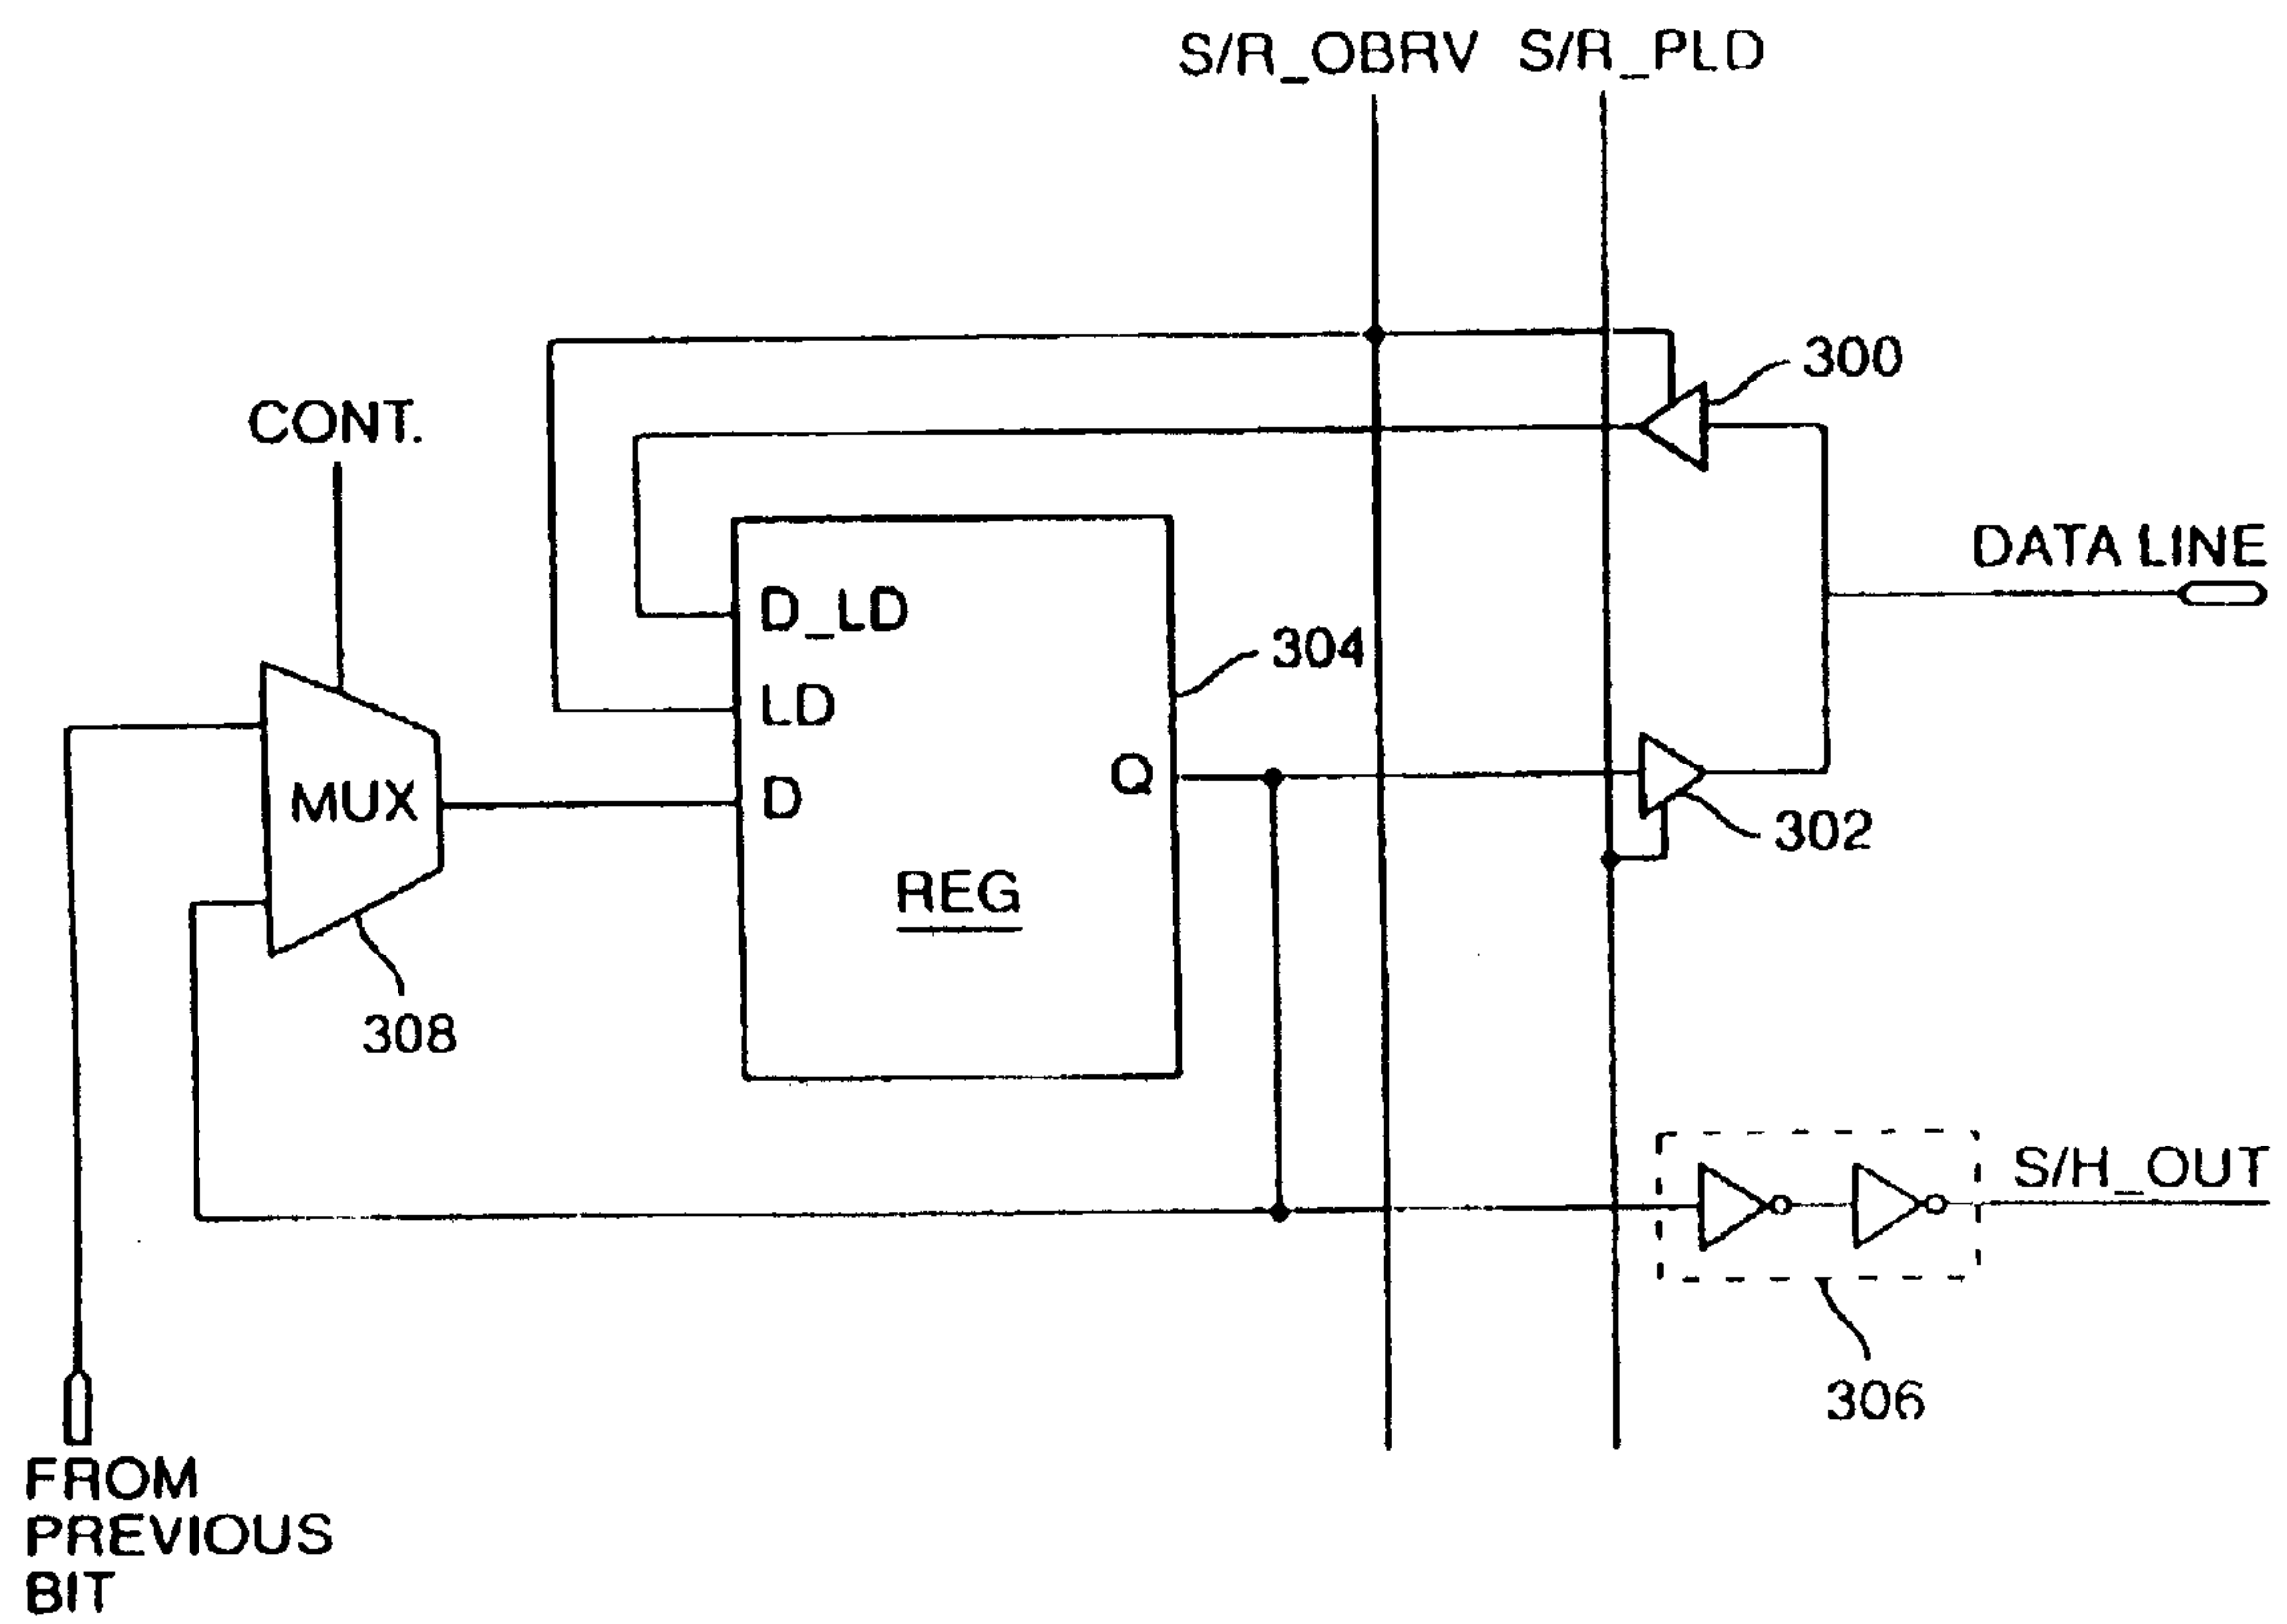 S/R_OBRV S/R_PLD
300
CONT.
DATA LINE
D_LD
304
LD
MUX
D
Q
302
REG
308
S/H_OUT
306
FROM
PREVIOUS
BIT